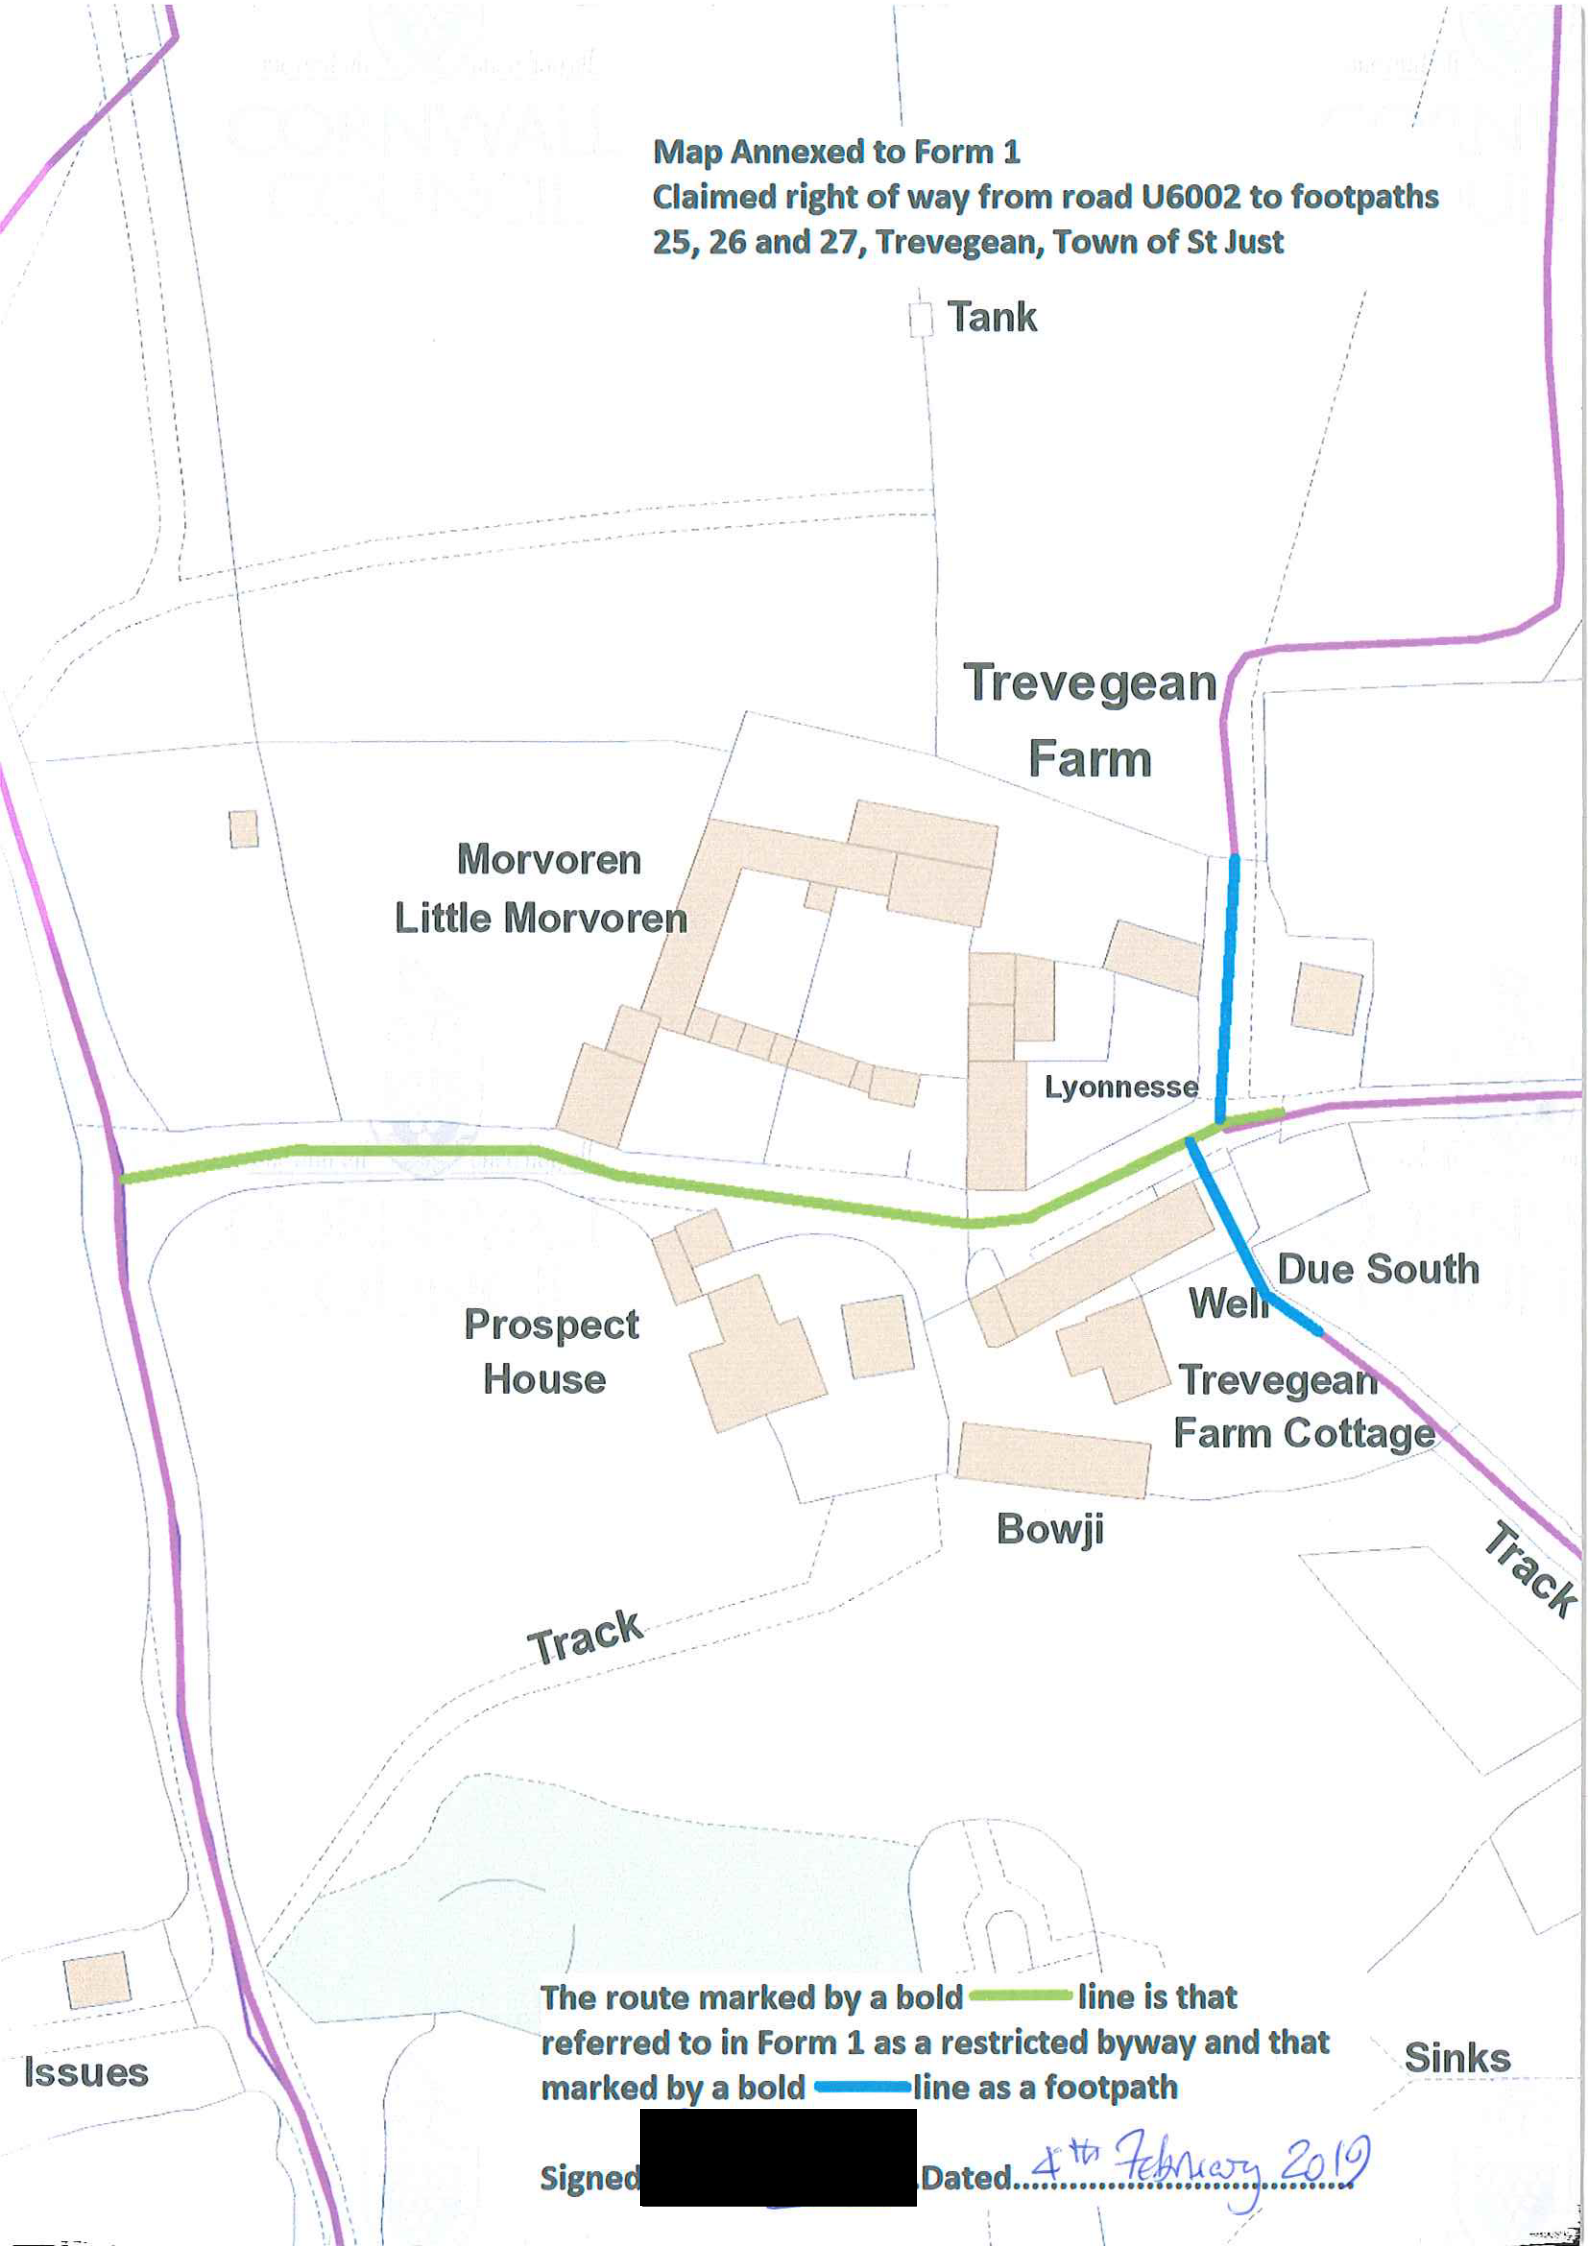 CORNWALL
COUNCIL
Map Annexed to Form 1
Claimed right of way from road U6002 to footpaths
25, 26 and 27, Trevegean, Town of St Just
Tank
Trevegean
Farm
Morvoren
Little Morvoren
Lyonnesse
Due South
Well
Prospect
House
Trevegean
Farm Cottage
Bowji
Track
Track
The route marked by a bold line is that
referred to in Form 1 as a restricted byway and that
marked by a bold line as a footpath
Issues
Sinks
Signed Dated 4th February 2019